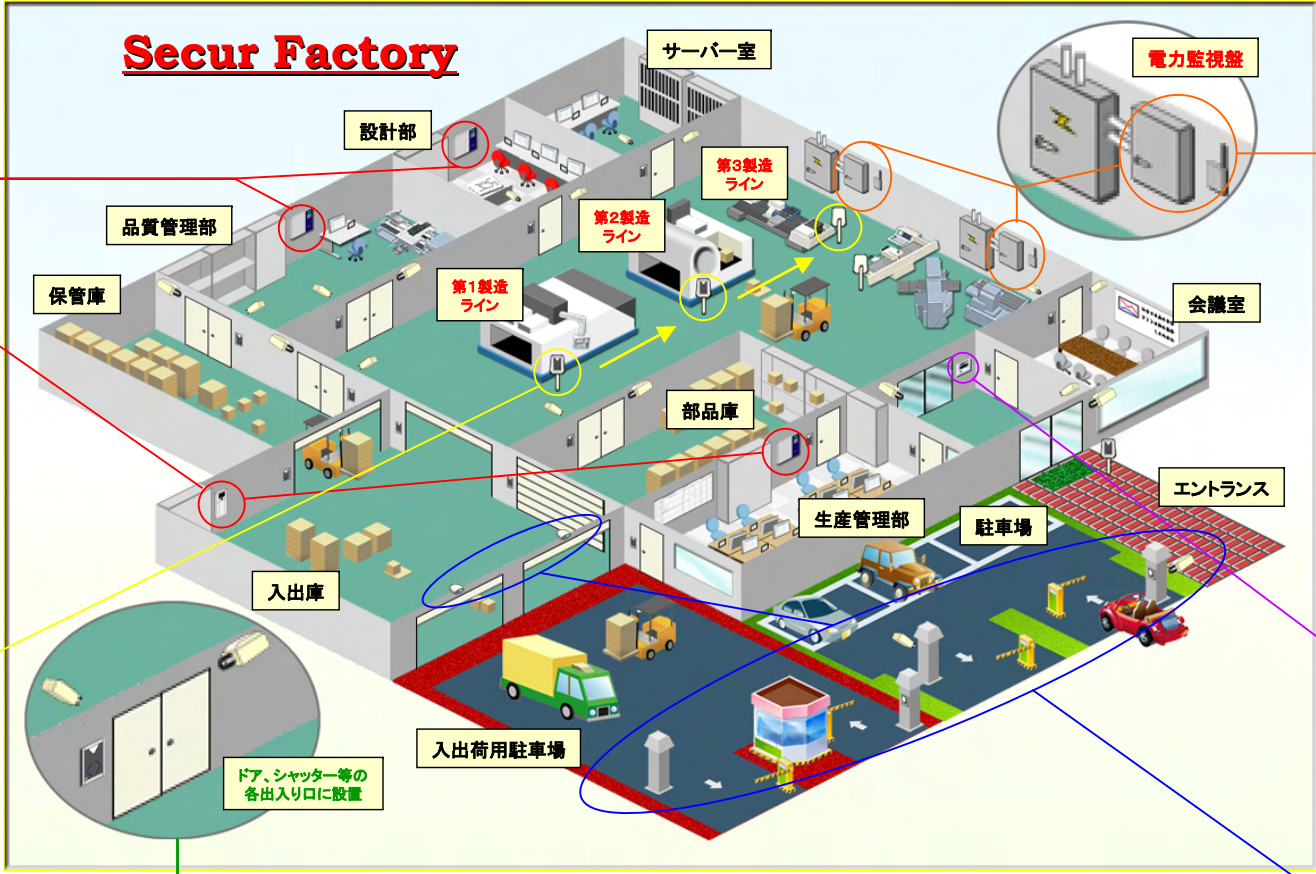 Secur Factory
サーバー室
電力監視盤
設計部
第3製造
ライン
品質管理部
第2製造
ライン
保管庫
第1製造
ライン
会議室
部品庫
エントランス
生産管理部
駐車場
入出庫
入出荷用駐車場
ドア、シャッター等の
各出入り口に設置